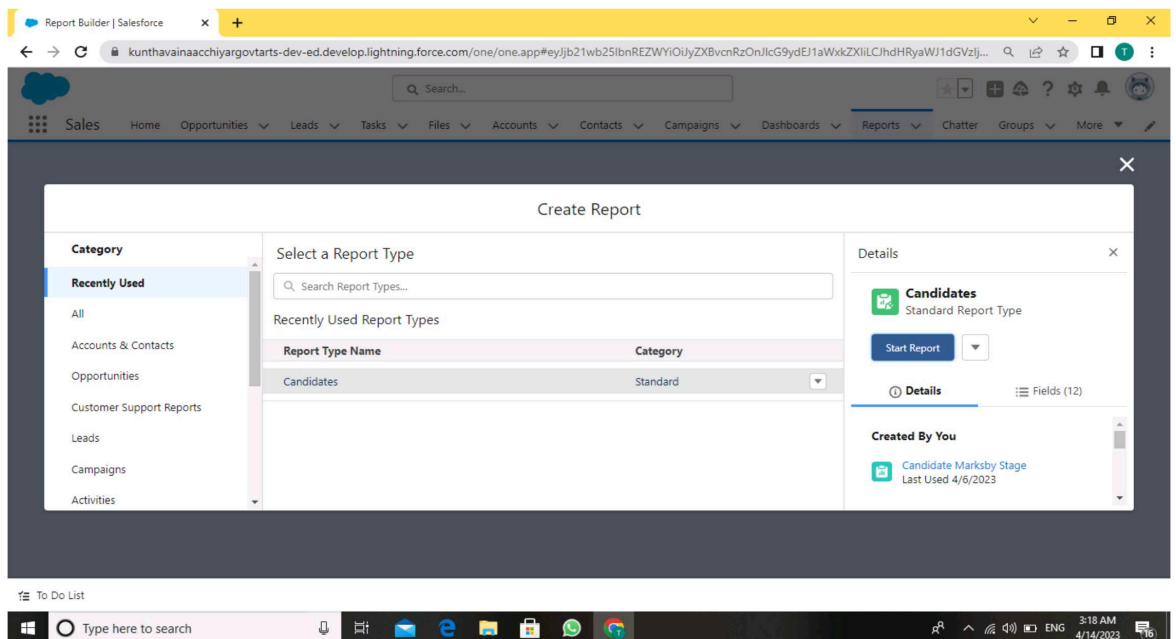 Report Builder | Salesforce
kunthavainaacchiyargovtarts-dev-ed.develop.lightning.force.com/one/one.app#eyJjb21wb25lbnREZWYiOiJyZXBvcnRzOnJlcG9ydEJ1aWxkZXIiLCJhdHRyaWJ1dGVzIj...
T
Search...
Sales Home Opportunities Leads Tasks Files Accounts Contacts Campaigns Dashboards Reports Chatter Groups More
Create Report
Category
Recently Used
All
Accounts & Contacts
Opportunities
Customer Support Reports
Leads
Campaigns
Activities
Select a Report Type
Search Report Types...
Recently Used Report Types
Report Type Name Category
Candidates Standard
Details
Candidates
Standard Report Type
Start Report
Details Fields (12)
Created By You
Candidate Marksby Stage
Last Used 4/6/2023
To Do List
Type here to search
ENG
3:18 AM
4/14/2023
16